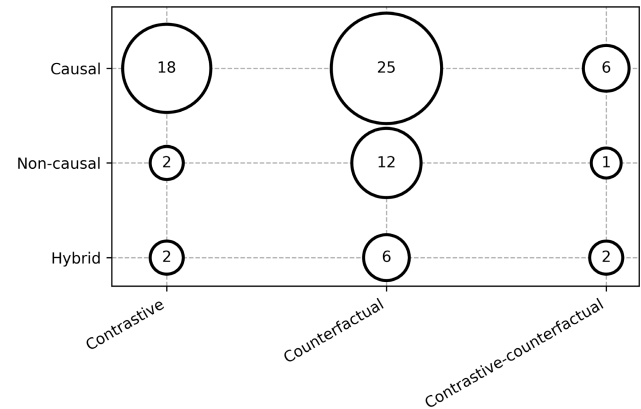 Causal 18 25 6
Non-causal 2 12 1
Hybrid 2 6 2
Contrastive Counterfactual Contrastive-counterfactual